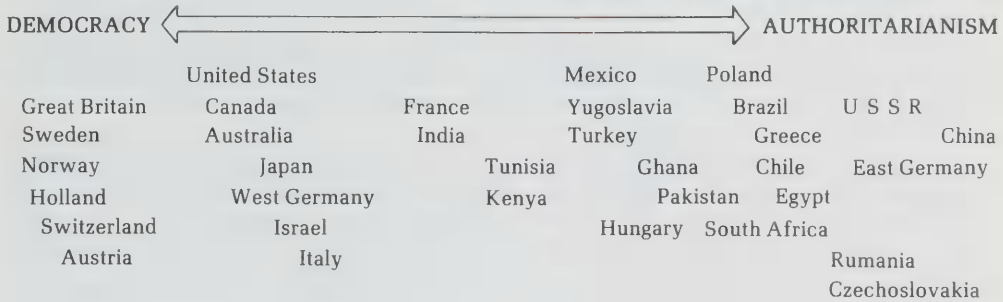 DEMOCRACY AUTHORITARIANISM
United States Mexico Poland
Great Britain Canada France Yugoslavia Brazil U S S R
Sweden Australia India Turkey Greece China
Norway Japan Tunisia Ghana Chile East Germany
Holland West Germany Kenya Pakistan Egypt
Switzerland Israel Hungary South Africa
Austria Italy Rumania
Czechoslovakia